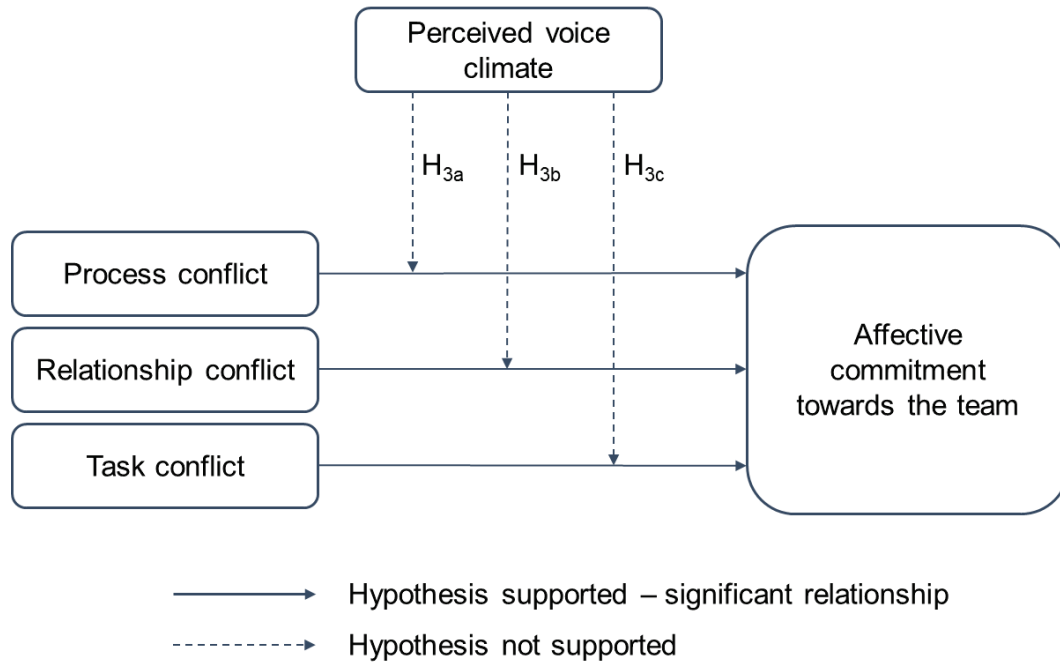 Perceived voice
climate
H3a
H3b
H3c
Process conflict
Relationship conflict
Task conflict
Affective
commitment
towards the team
Hypothesis supported – significant relationship
Hypothesis not supported